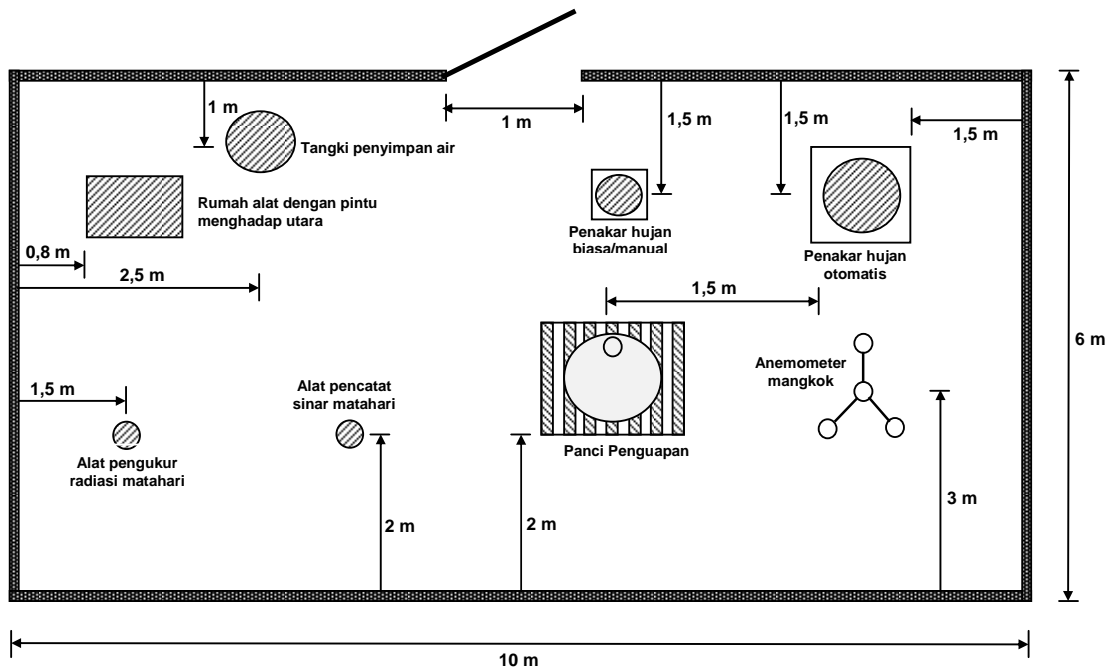 1 m
1 m
1,5 m
1,5 m
1,5 m
Tangki penyimpan air
Rumah alat dengan pintu
menghadap utara
Penakar hujan
biasa/manual
Penakar hujan
otomatis
0,8 m
2,5 m
1,5 m
6 m
Anemometer
mangkok
1,5 m
Alat pencatat
sinar matahari
Alat pengukur
radiasi matahari
Panci Penguapan
2 m
2 m
3 m
10 m